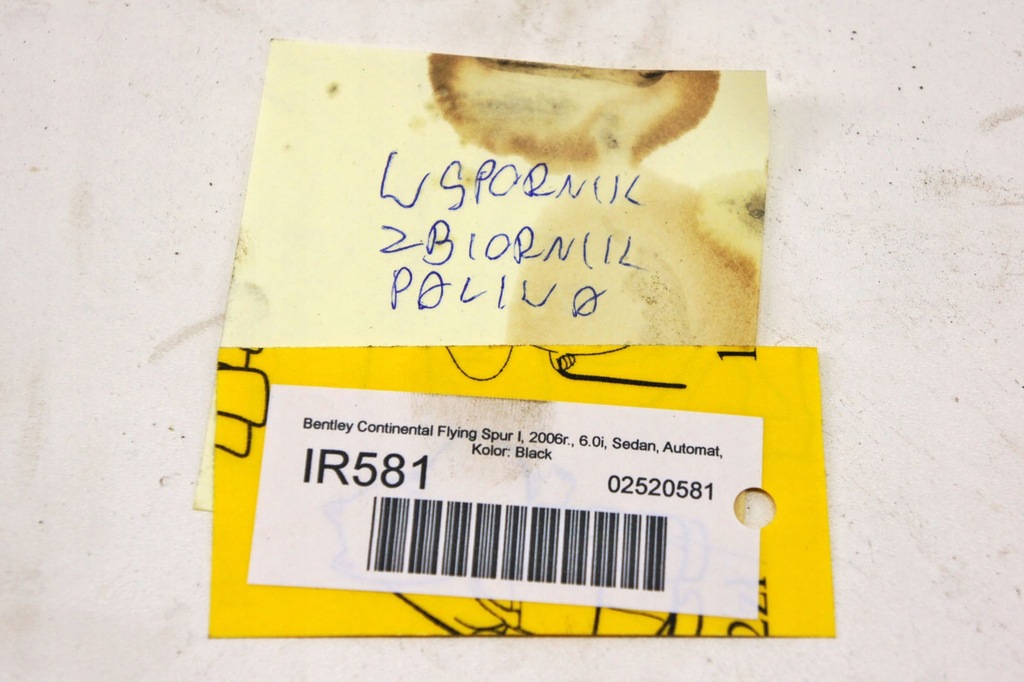 WSPORNIK
ZBIORNIK
PALIWA
Bentley Continental Flying Spur I, 2006r., 6.0i, Sedan, Automat,
Kolor: Black
IR581
02520581